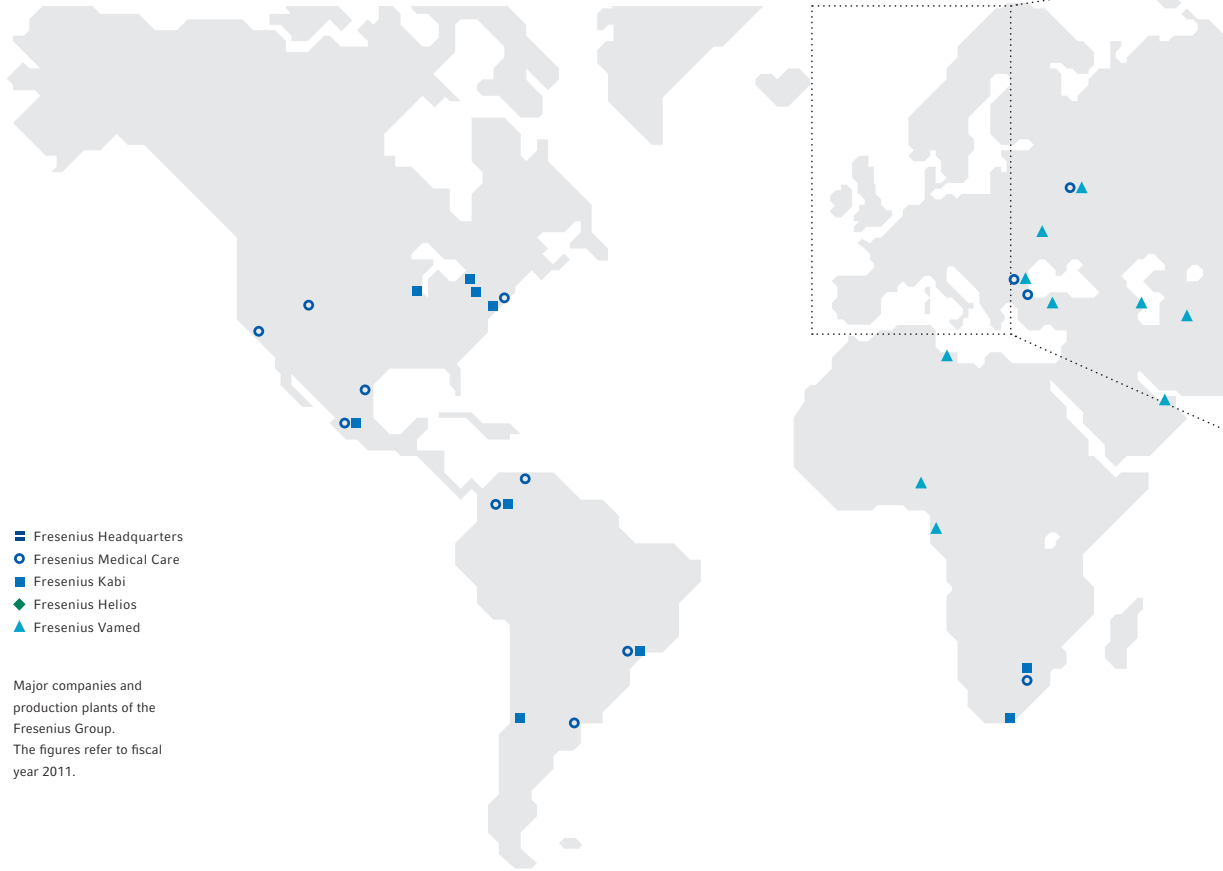 Fresenius Headquarters
Fresenius Medical Care
Fresenius Kabi
Fresenius Helios
Fresenius Vamed
Major companies and
production plants of the
Fresenius Group.
The figures refer to fiscal
year 2011.